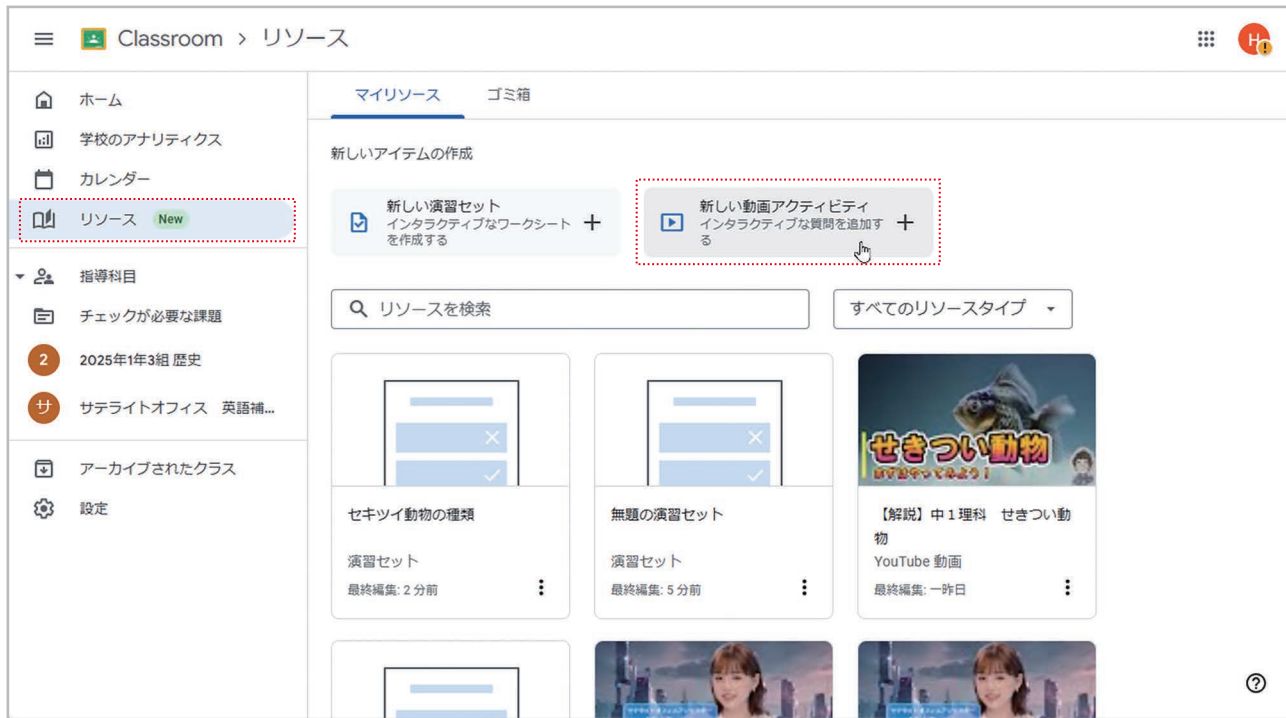 Classroom > リソース
H
ホーム
学校のアナリティクス
カレンダー
リソース New
指導科目
チェックが必要な課題
2 2025年1年3組 歴史
サ サテライトオフィス 英語補...
アーカイブされたクラス
設定
マイリソース ゴミ箱
新しいアイテムの作成
新しい演習セット
インタラクティブなワークシート
を作成する
新しい動画アクティビティ
インタラクティブな質問を追加す
る
リソースを検索
すべてのリソースタイプ
セキツイ動物の種類
演習セット
最終編集: 2 分前
無題の演習セット
演習セット
最終編集: 5 分前
せきつい動物
まずはやってみよう!
【解説】中1理科 せきつい動
物
YouTube 動画
最終編集: 一昨日